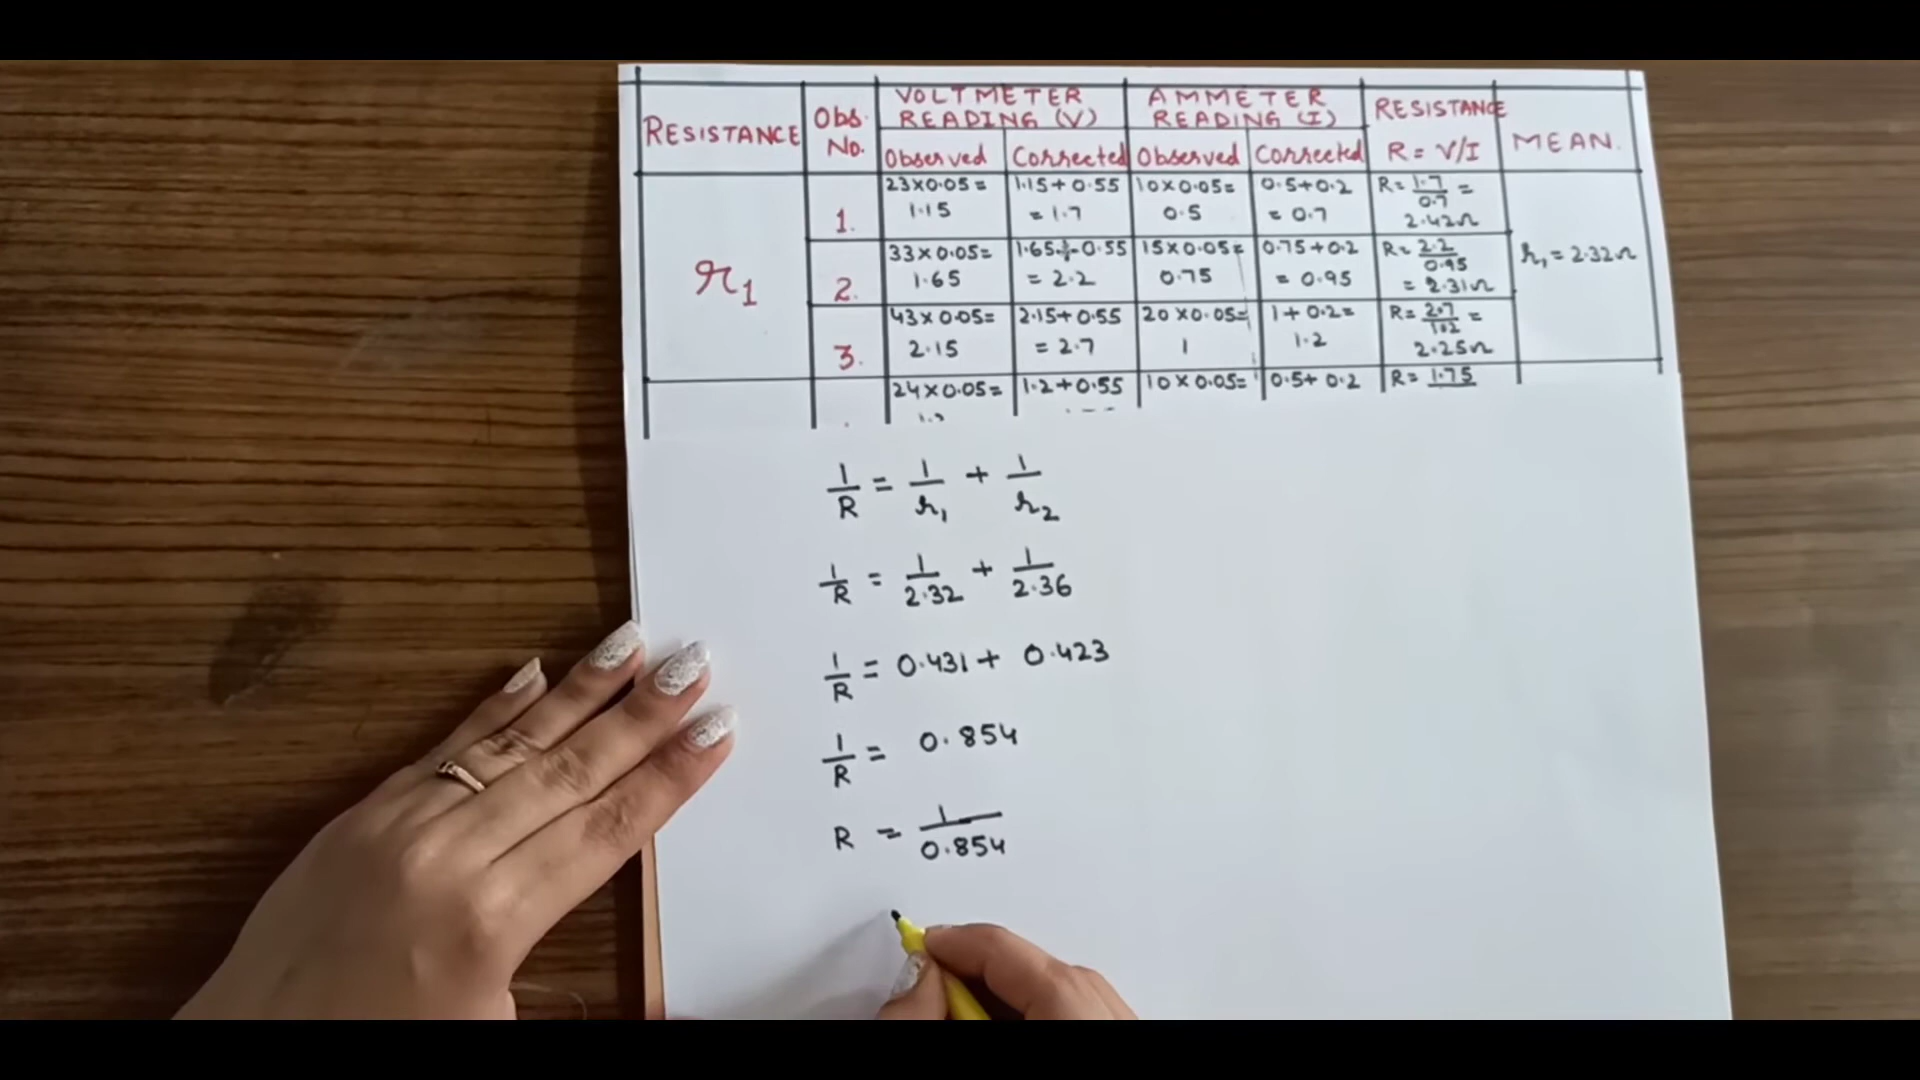 RESISTANCE Obs. No. VOLTMETER READING (V) AMMETER READING (I) RESISTANCE R = V/I MEAN.
Observed Corrected Observed Corrected
r1
1. 23×0.05= 1.15 1.15+0.55 = 1.7 10×0.05= 0.5 0.5+0.2 = 0.7 R= 1.7/0.7 = 2.42Ω
2. 33×0.05= 1.65 1.65+0.55 = 2.2 15×0.05= 0.75 0.75+0.2 = 0.95 R= 2.2/0.95 = 2.31Ω r1 = 2.32Ω
3. 43×0.05= 2.15 2.15+0.55 = 2.7 20×0.05= 1 1+0.2= 1.2 R= 2.7/1.2 = 2.25Ω
24×0.05= 1.2+0.55 10×0.05= 0.5+0.2 R= 1.75
1/R = 1/r1 + 1/r2
1/R = 1/2.32 + 1/2.36
1/R = 0.431 + 0.423
1/R = 0.854
R = 1/0.854